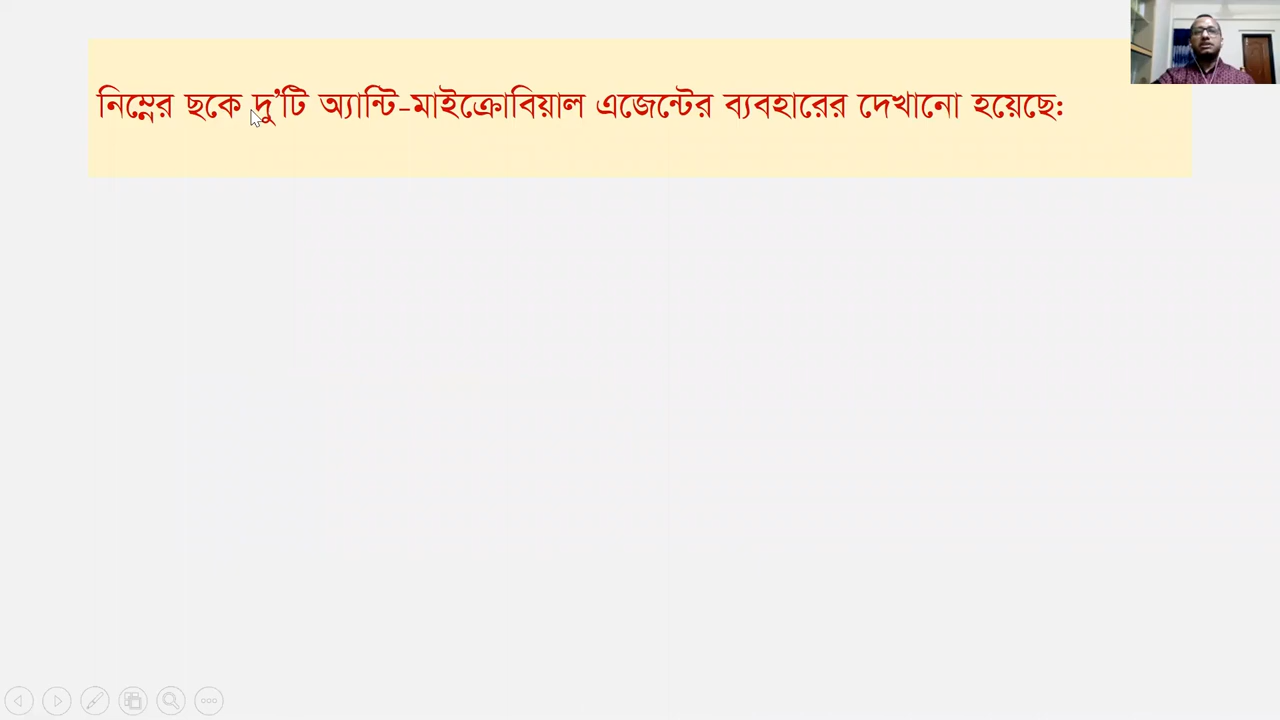 নিম্নের ছকে দু’টি অ্যান্টি-মাইক্রোবিয়াল এজেন্টের ব্যবহারের দেখানো হয়েছে: